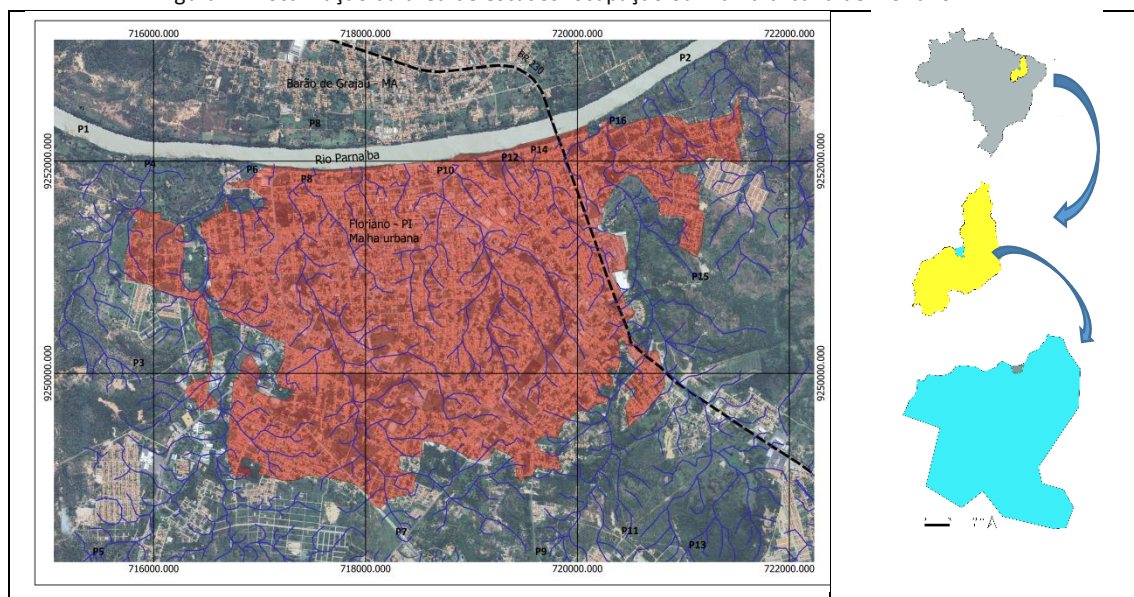 716000.000
718000.000
720000.000
722000.000
BR-230
P2
Barão de Grajaú - MA
P8
P16
P1
P14
Rio Parnaíba
P12
9252000.000
9252000.000
P4
P6
P8
P10
Floriano - PI
Malha urbana
P15
P3
9250000.000
9250000.000
P7
P11
P5
P9
P13
716000.000
718000.000
720000.000
722000.000